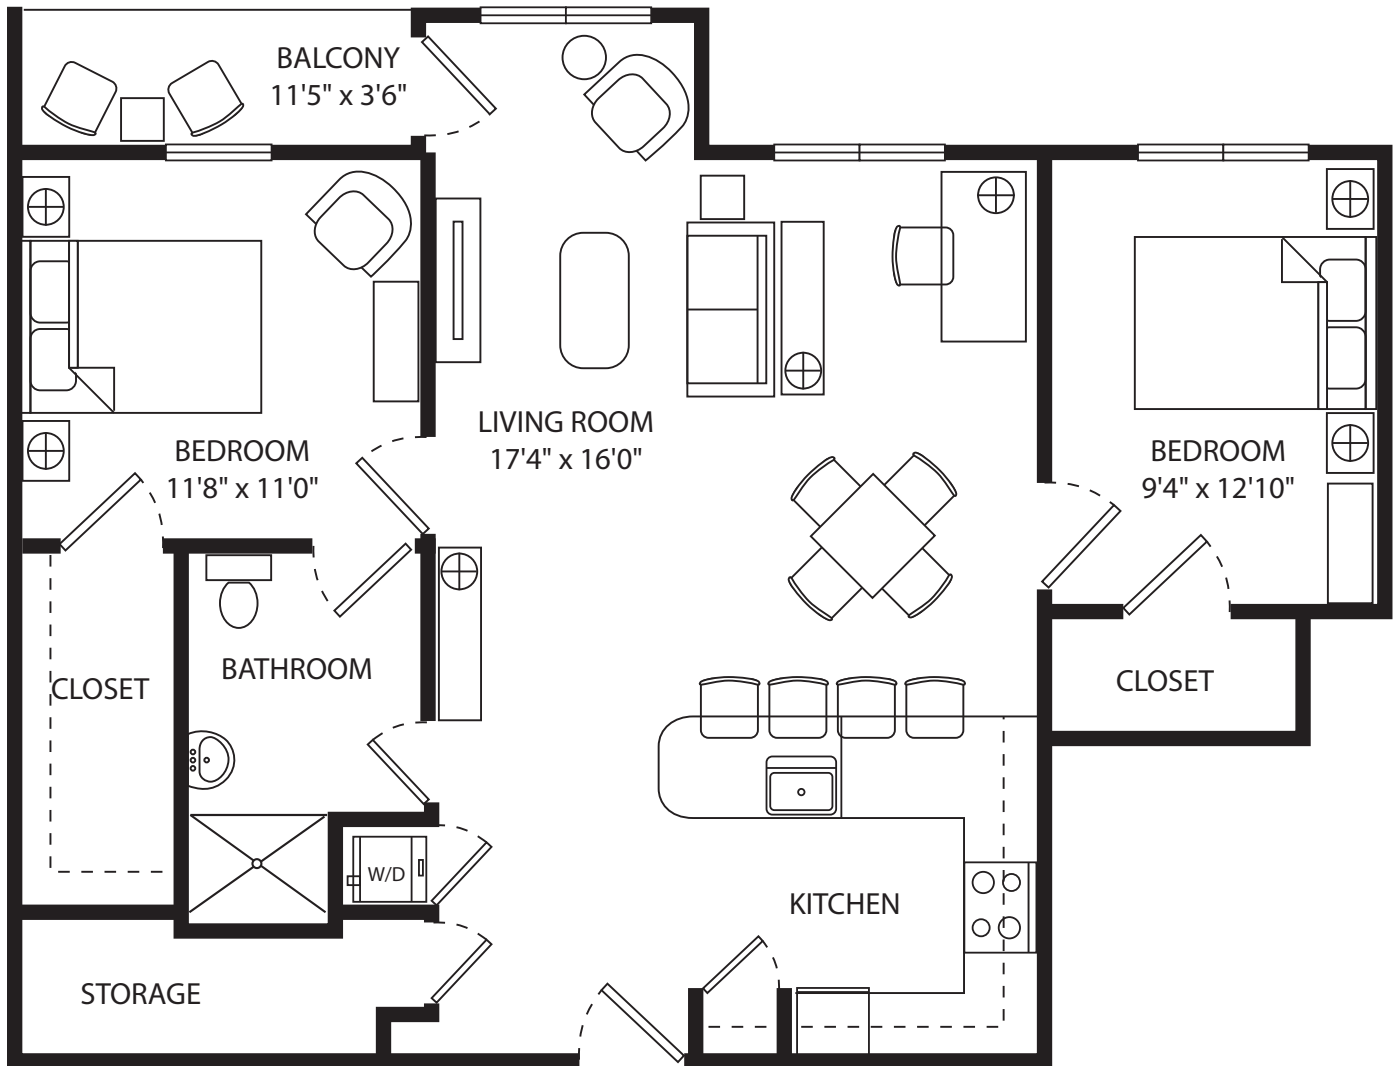 BALCONY
11'5" x 3'6"
LIVING ROOM
17'4" x 16'0"
BEDROOM
11'8" x 11'0"
BEDROOM
9'4" x 12'10"
CLOSET
BATHROOM
CLOSET
W/D
KITCHEN
STORAGE